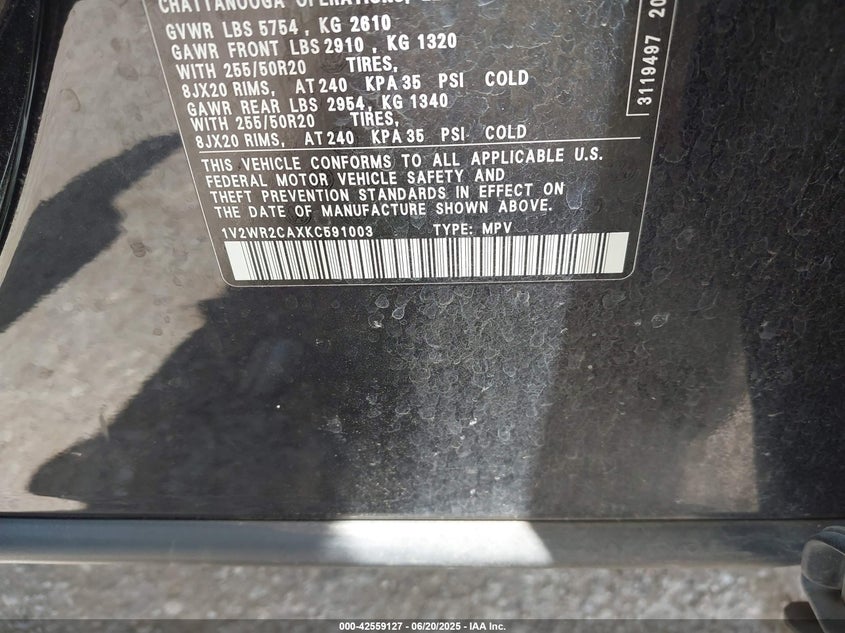 CHATTANOOGA OPERATIONS,
GVWR LBS 5754 , KG 2610
GAWR FRONT LBS 2910 , KG 1320
WITH 255/50R20 TIRES,
8JX20 RIMS, AT 240 KPA 35 PSI COLD
GAWR REAR LBS 2954, KG 1340
WITH 255/50R20 TIRES,
8JX20 RIMS, AT 240 KPA 35 PSI COLD
THIS VEHICLE CONFORMS TO ALL APPLICABLE U.S.
FEDERAL MOTOR VEHICLE SAFETY AND
THEFT PREVENTION STANDARDS IN EFFECT ON
THE DATE OF MANUFACTURE SHOWN ABOVE.
1V2WR2CAXKC591003 TYPE: MPV
3119497 20
000-42559127 - 06/20/2025 - IAA Inc.